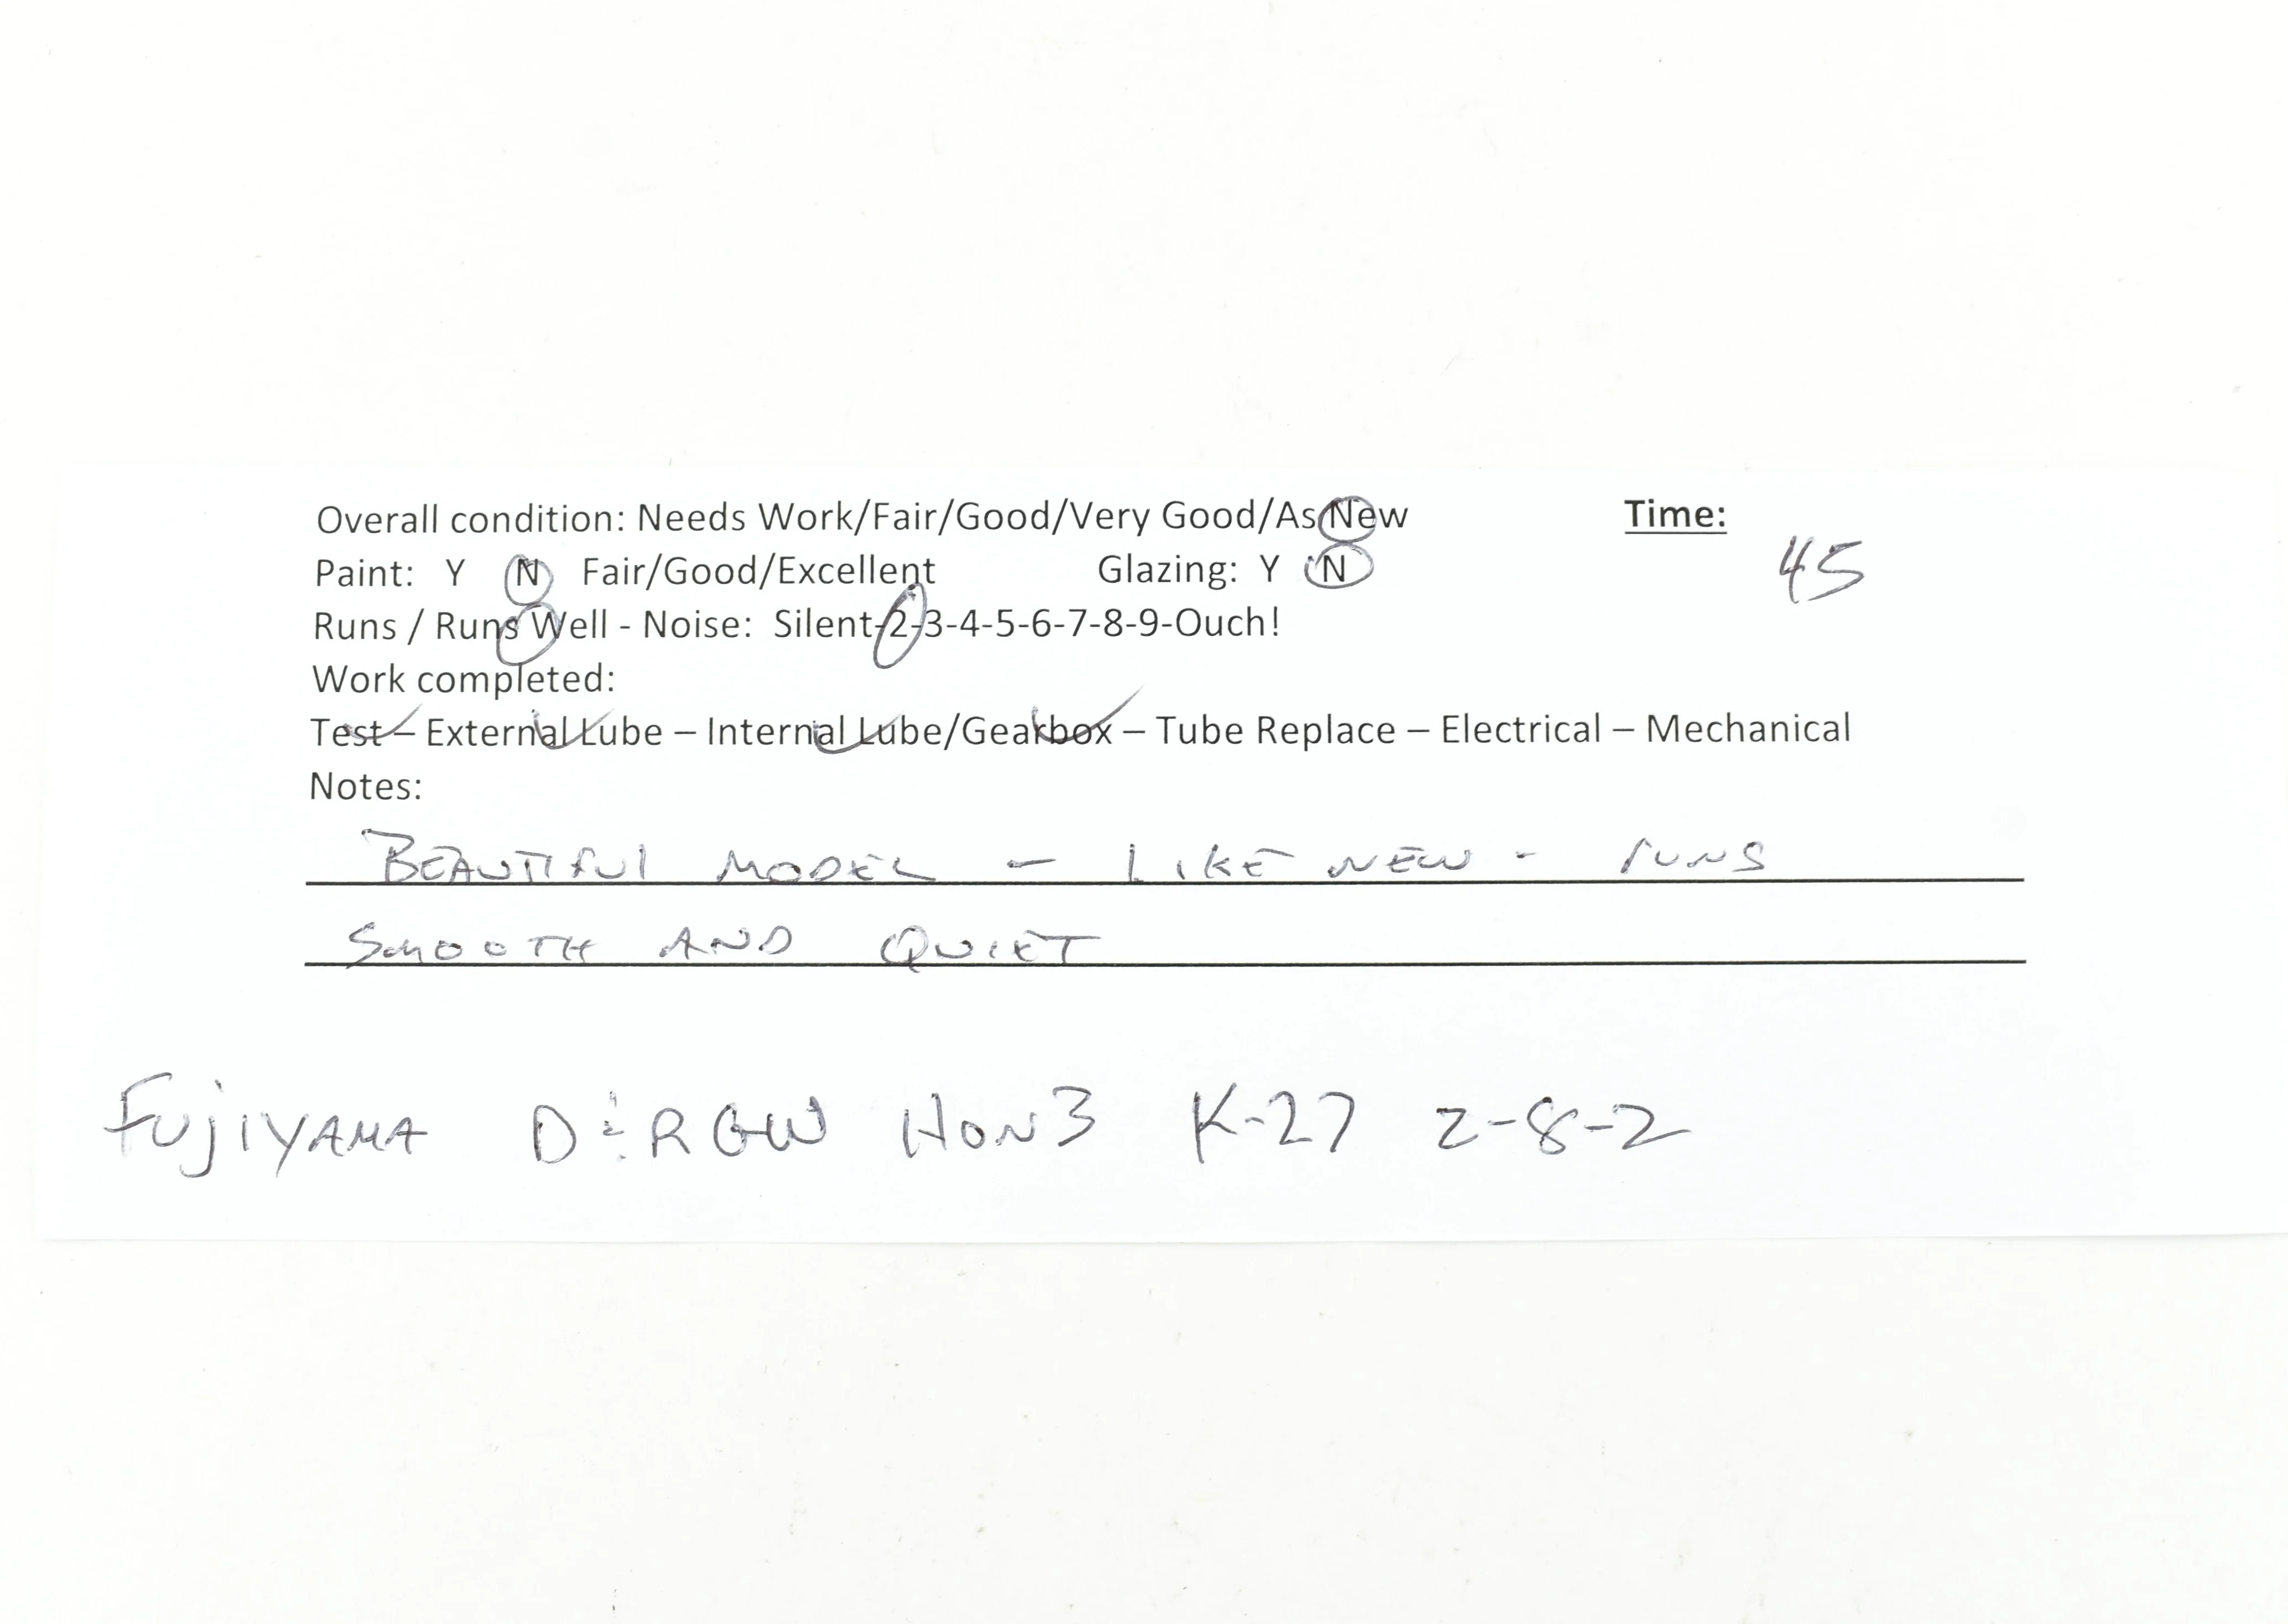 Overall condition: Needs Work/Fair/Good/Very Good/As New Time:
Paint: Y N Fair/Good/Excellent Glazing: Y N 45
Runs / Runs Well - Noise: Silent-2-3-4-5-6-7-8-9-Ouch!
Work completed:
Test – External Lube – Internal Lube/Gearbox – Tube Replace – Electrical – Mechanical
Notes:
BEAUTIFUL MODEL - LIKE NEW - RUNS
SMOOTH AND QUIET
FUJIYAMA D&RGW HON3 K-27 2-8-2